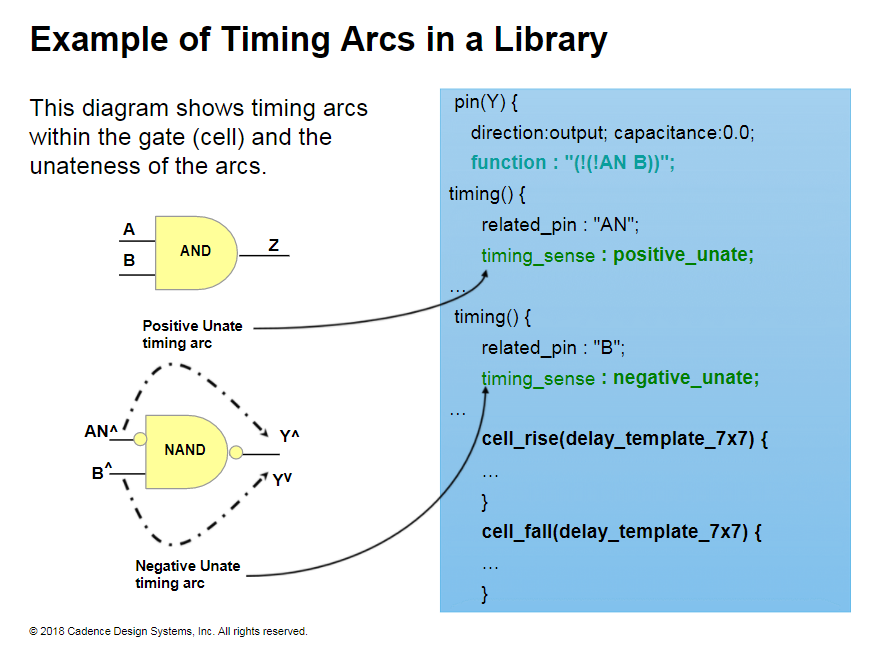 Example of Timing Arcs in a Library
This diagram shows timing arcs
within the gate (cell) and the
unateness of the arcs.
A
B
AND
Z
Positive Unate
timing arc
AN^
B^
NAND
Y^
Yv
Negative Unate
timing arc
pin(Y) {
direction:output; capacitance:0.0;
function : "(!(!AN B))";
timing() {
related_pin : "AN";
timing_sense : positive_unate;
...
timing() {
related_pin : "B";
timing_sense : negative_unate;
...
cell_rise(delay_template_7x7) {
...
}
cell_fall(delay_template_7x7) {
...
}
© 2018 Cadence Design Systems, Inc. All rights reserved.